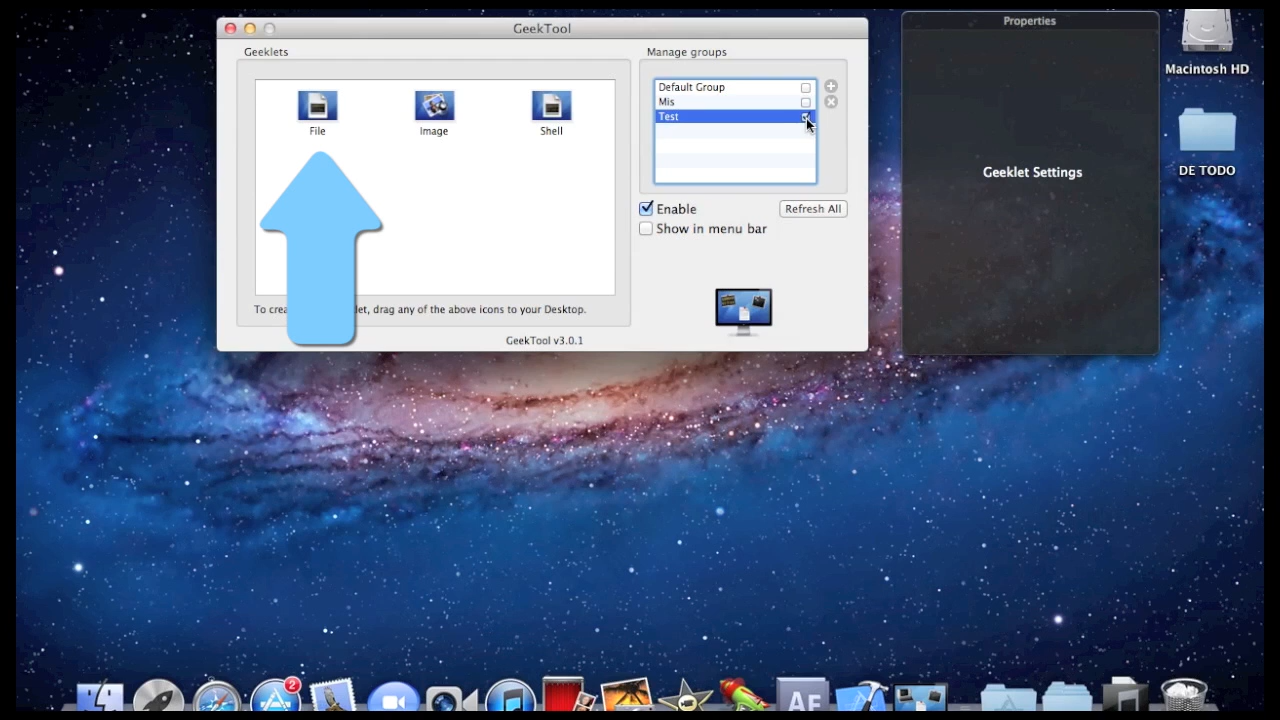 GeekTool
Geeklets
File
Image
Shell
To crea let, drag any of the above icons to your Desktop.
GeekTool v3.0.1
Manage groups
Default Group
Mis
Test
Enable
Refresh All
Show in menu bar
Properties
Geeklet Settings
Macintosh HD
DE TODO
2
AF